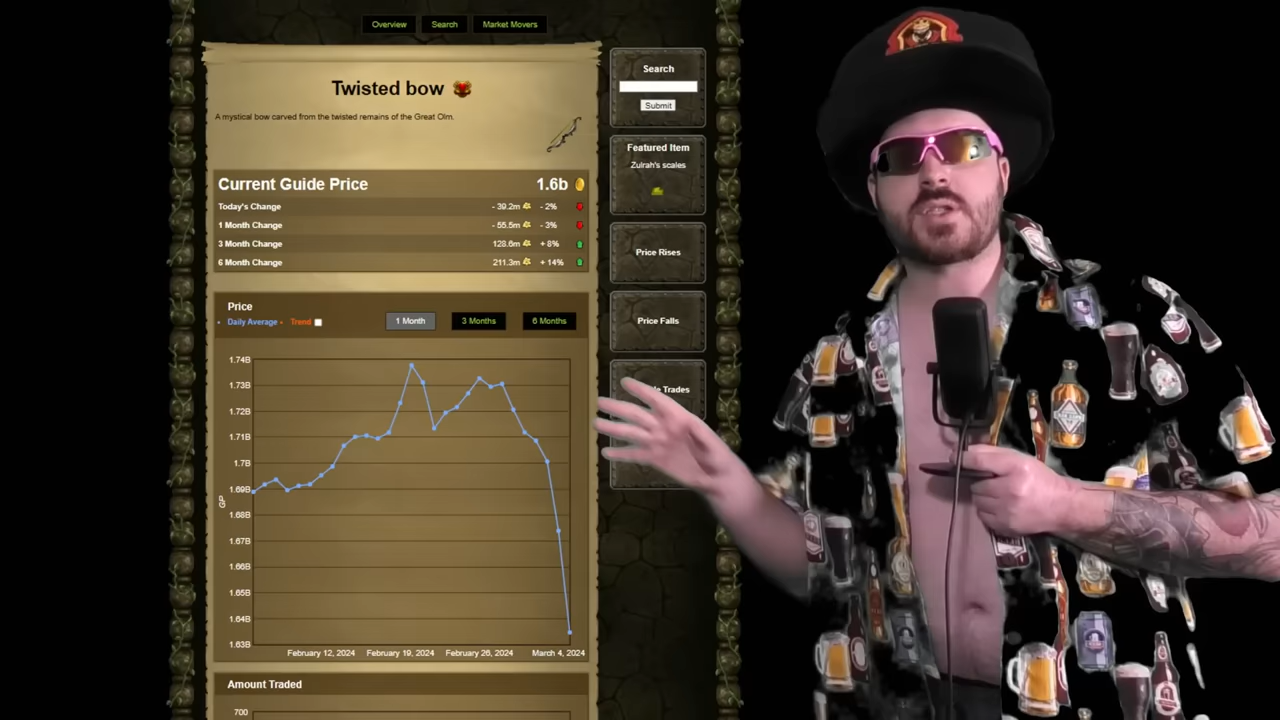 Overview
Search
Market Movers
Twisted bow
A mystical bow carved from the twisted remains of the Great Olm.
Current Guide Price 1.6b
Today's Change - 39.2m - 2%
1 Month Change - 55.5m - 3%
3 Month Change 128.6m + 8%
6 Month Change 211.3m + 14%
Price
Daily Average
Trend
1 Month
3 Months
6 Months
1.74B
1.73B
1.72B
1.71B
1.7B
1.69B
1.68B
1.67B
1.66B
1.65B
1.64B
1.63B
GP
February 12, 2024
February 19, 2024
February 26, 2024
March 4, 2024
Amount Traded
700
Search
Submit
Featured Item
Zulrah's scales
Price Rises
Price Falls
Trades